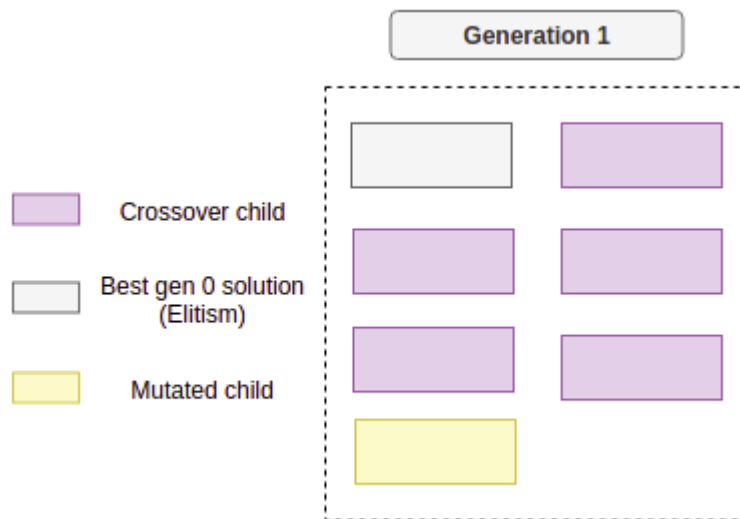 Generation 1
Crossover child
Best gen 0 solution
(Elitism)
Mutated child